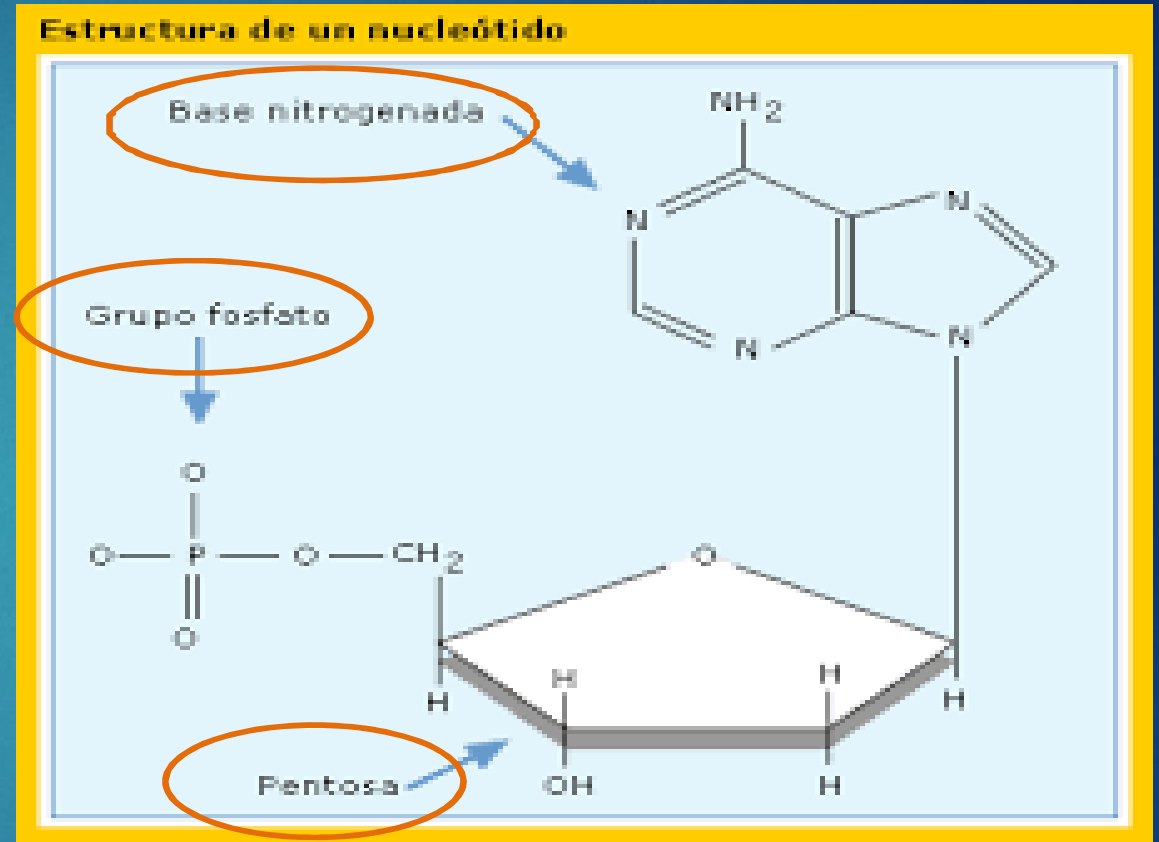 Estructura de un nucleótido
Base nitrogenada
NH2
N
N
Grupo fosfato
N
N
O
O P O CH2
O
O
H
H
H
H
Pentosa
OH
H